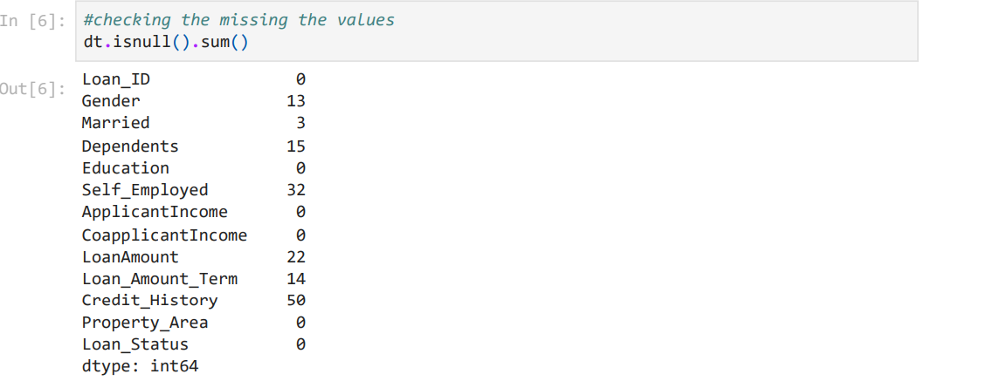 In [6]: #checking the missing the values
dt.isnull().sum()
Out[6]: Loan_ID 0
Gender 13
Married 3
Dependents 15
Education 0
Self_Employed 32
ApplicantIncome 0
CoapplicantIncome 0
LoanAmount 22
Loan_Amount_Term 14
Credit_History 50
Property_Area 0
Loan_Status 0
dtype: int64